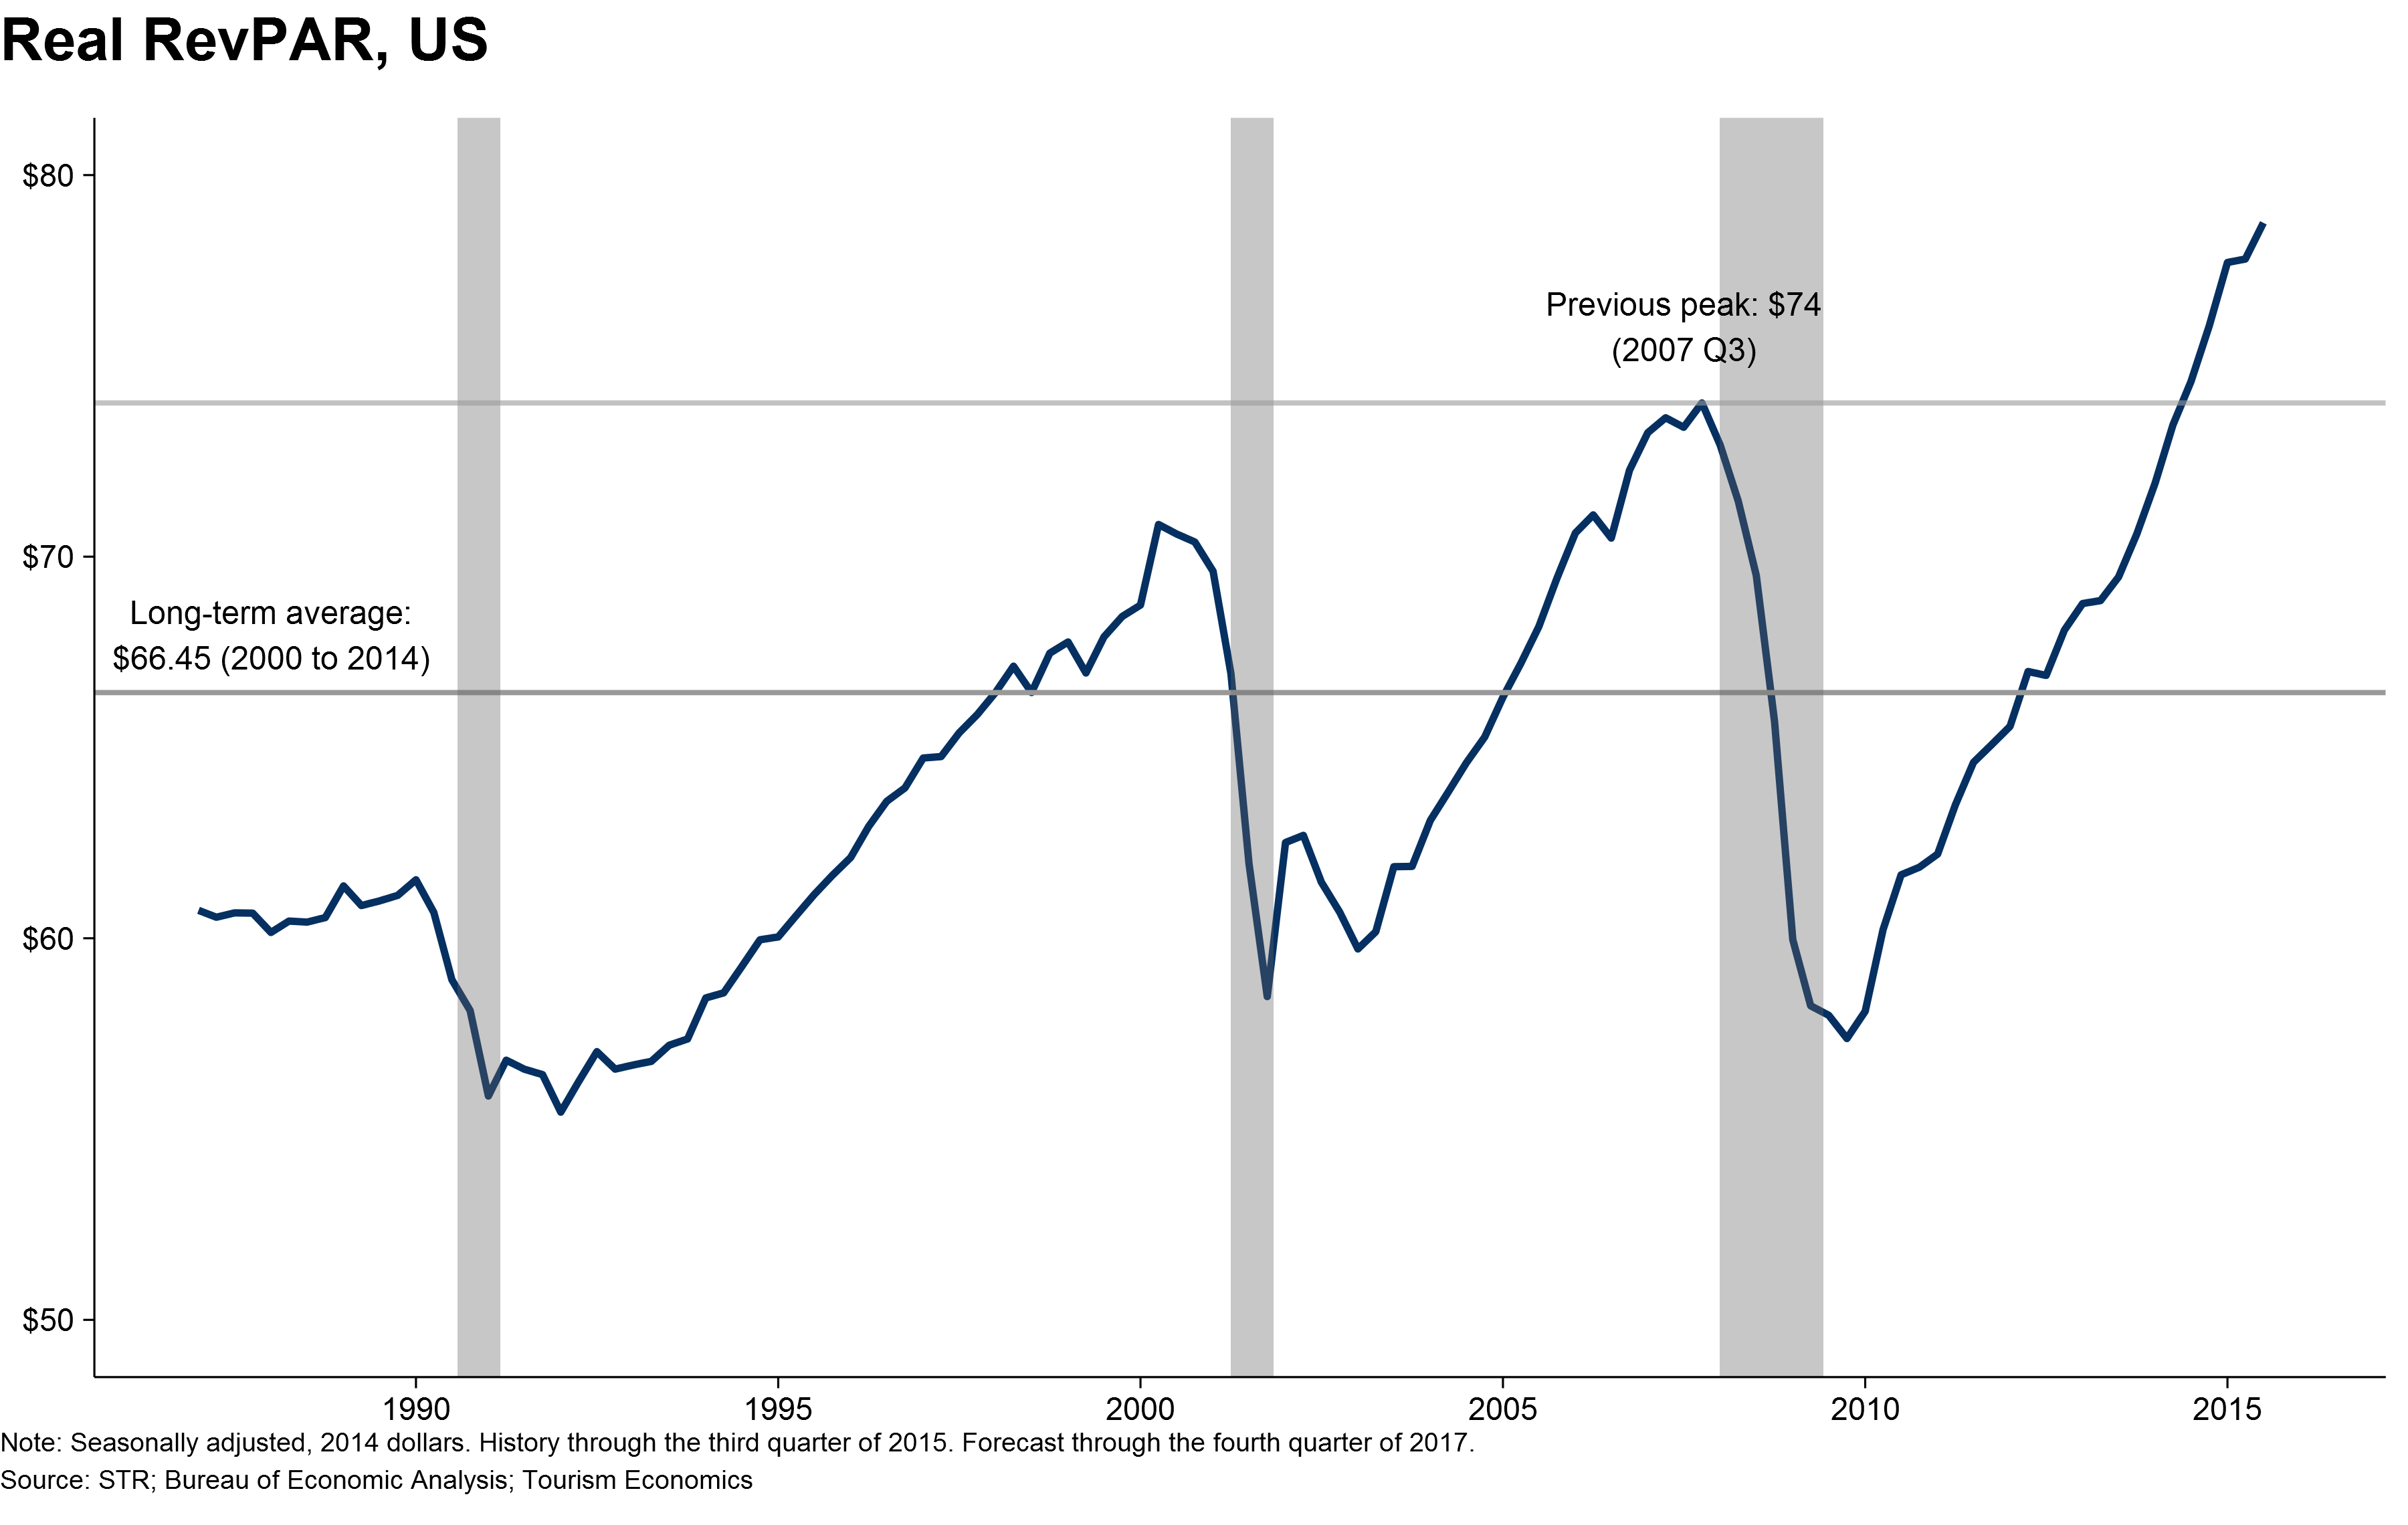 Real RevPAR, US
$80
Previous peak: $74
(2007 Q3)
$70
Long-term average:
$66.45 (2000 to 2014)
$60
$50
1990 1995 2000 2005 2010 2015
Note: Seasonally adjusted, 2014 dollars. History through the third quarter of 2015. Forecast through the fourth quarter of 2017.
Source: STR; Bureau of Economic Analysis; Tourism Economics